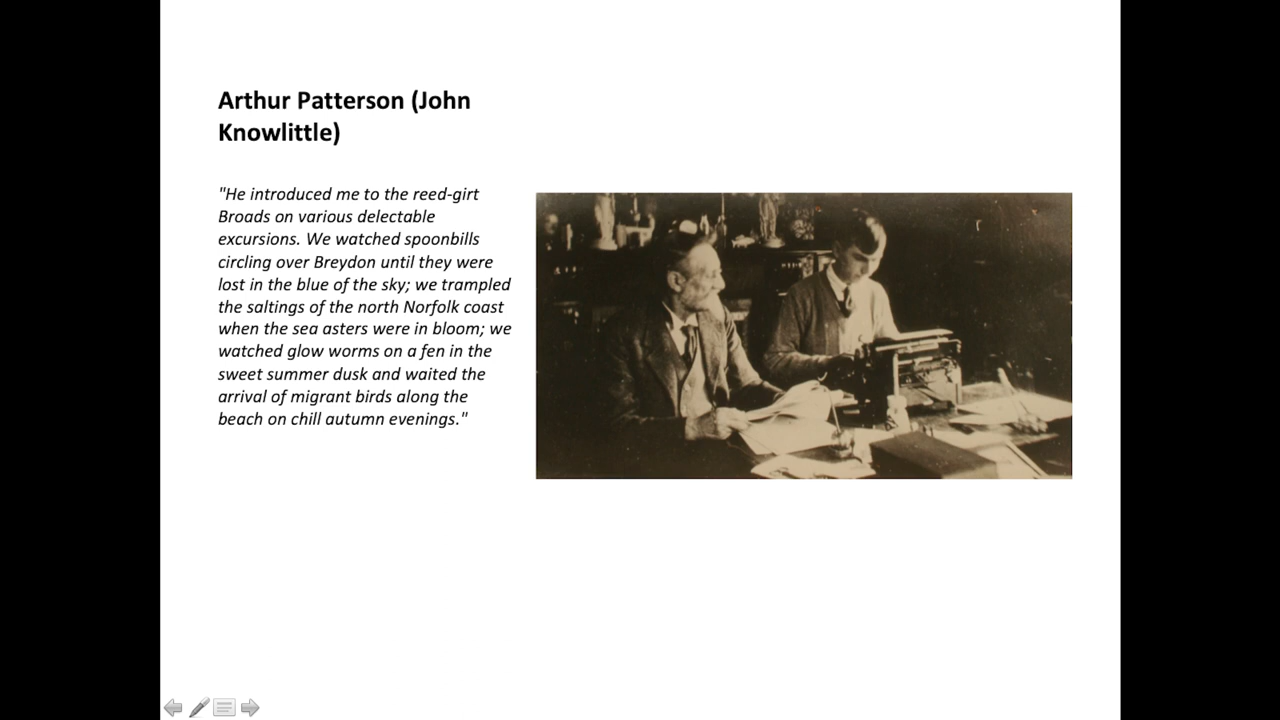 Arthur Patterson (John
Knowlittle)
"He introduced me to the reed-girt
Broads on various delectable
excursions. We watched spoonbills
circling over Breydon until they were
lost in the blue of the sky; we trampled
the saltings of the north Norfolk coast
when the sea asters were in bloom; we
watched glow worms on a fen in the
sweet summer dusk and waited the
arrival of migrant birds along the
beach on chill autumn evenings."